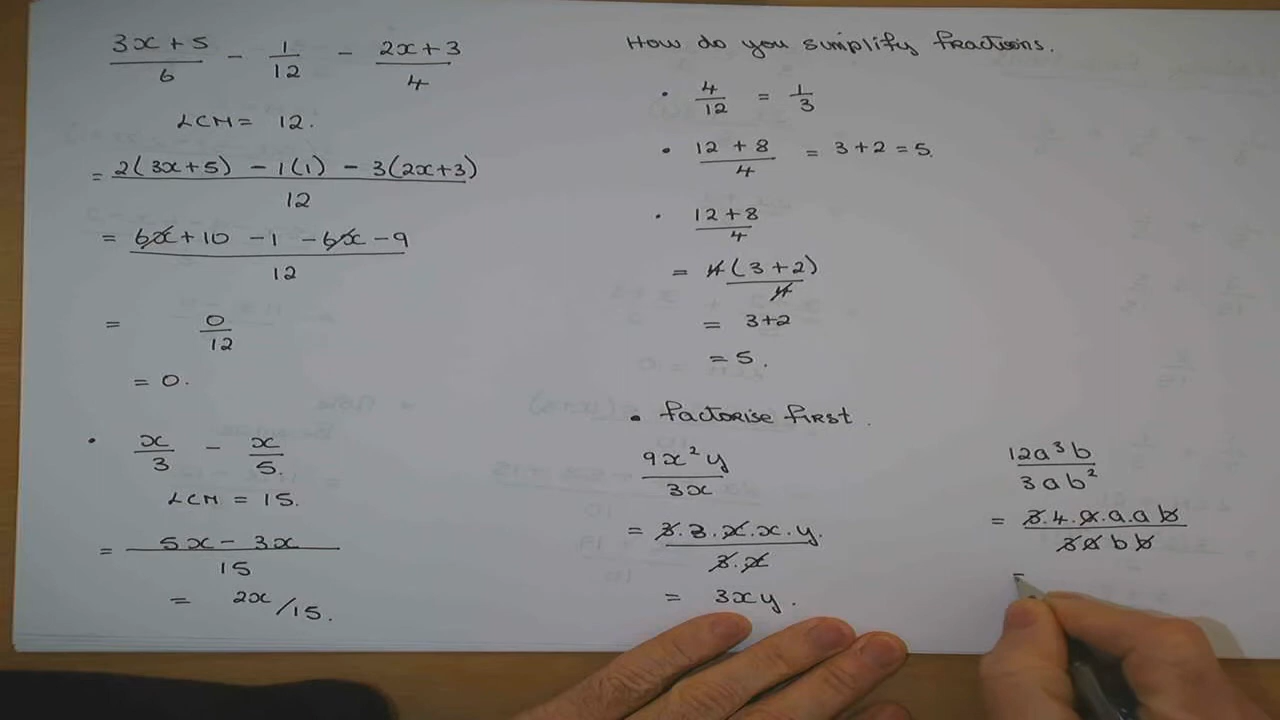 3x+5/6 - 1/12 - 2x+3/4
LCM = 12.
= 2(3x+5) - 1(1) - 3(2x+3)/12
= 6x+10 - 1 - 6x - 9/12
= 0/12
= 0.
• x/3 - x/5.
LCM = 15.
= 5x - 3x/15
= 2x/15.
How do you simplify fractions.
• 4/12 = 1/3
• 12 + 8/4 = 3+2 = 5.
• 12+8/4
= 4(3+2)/4
= 3+2
= 5.
• factorise first.
9x²y/3x
= 3.3.x.x.y./3.x
= 3xy.
12a³b/3ab²
= 3.4.a.a.a b/3a b b